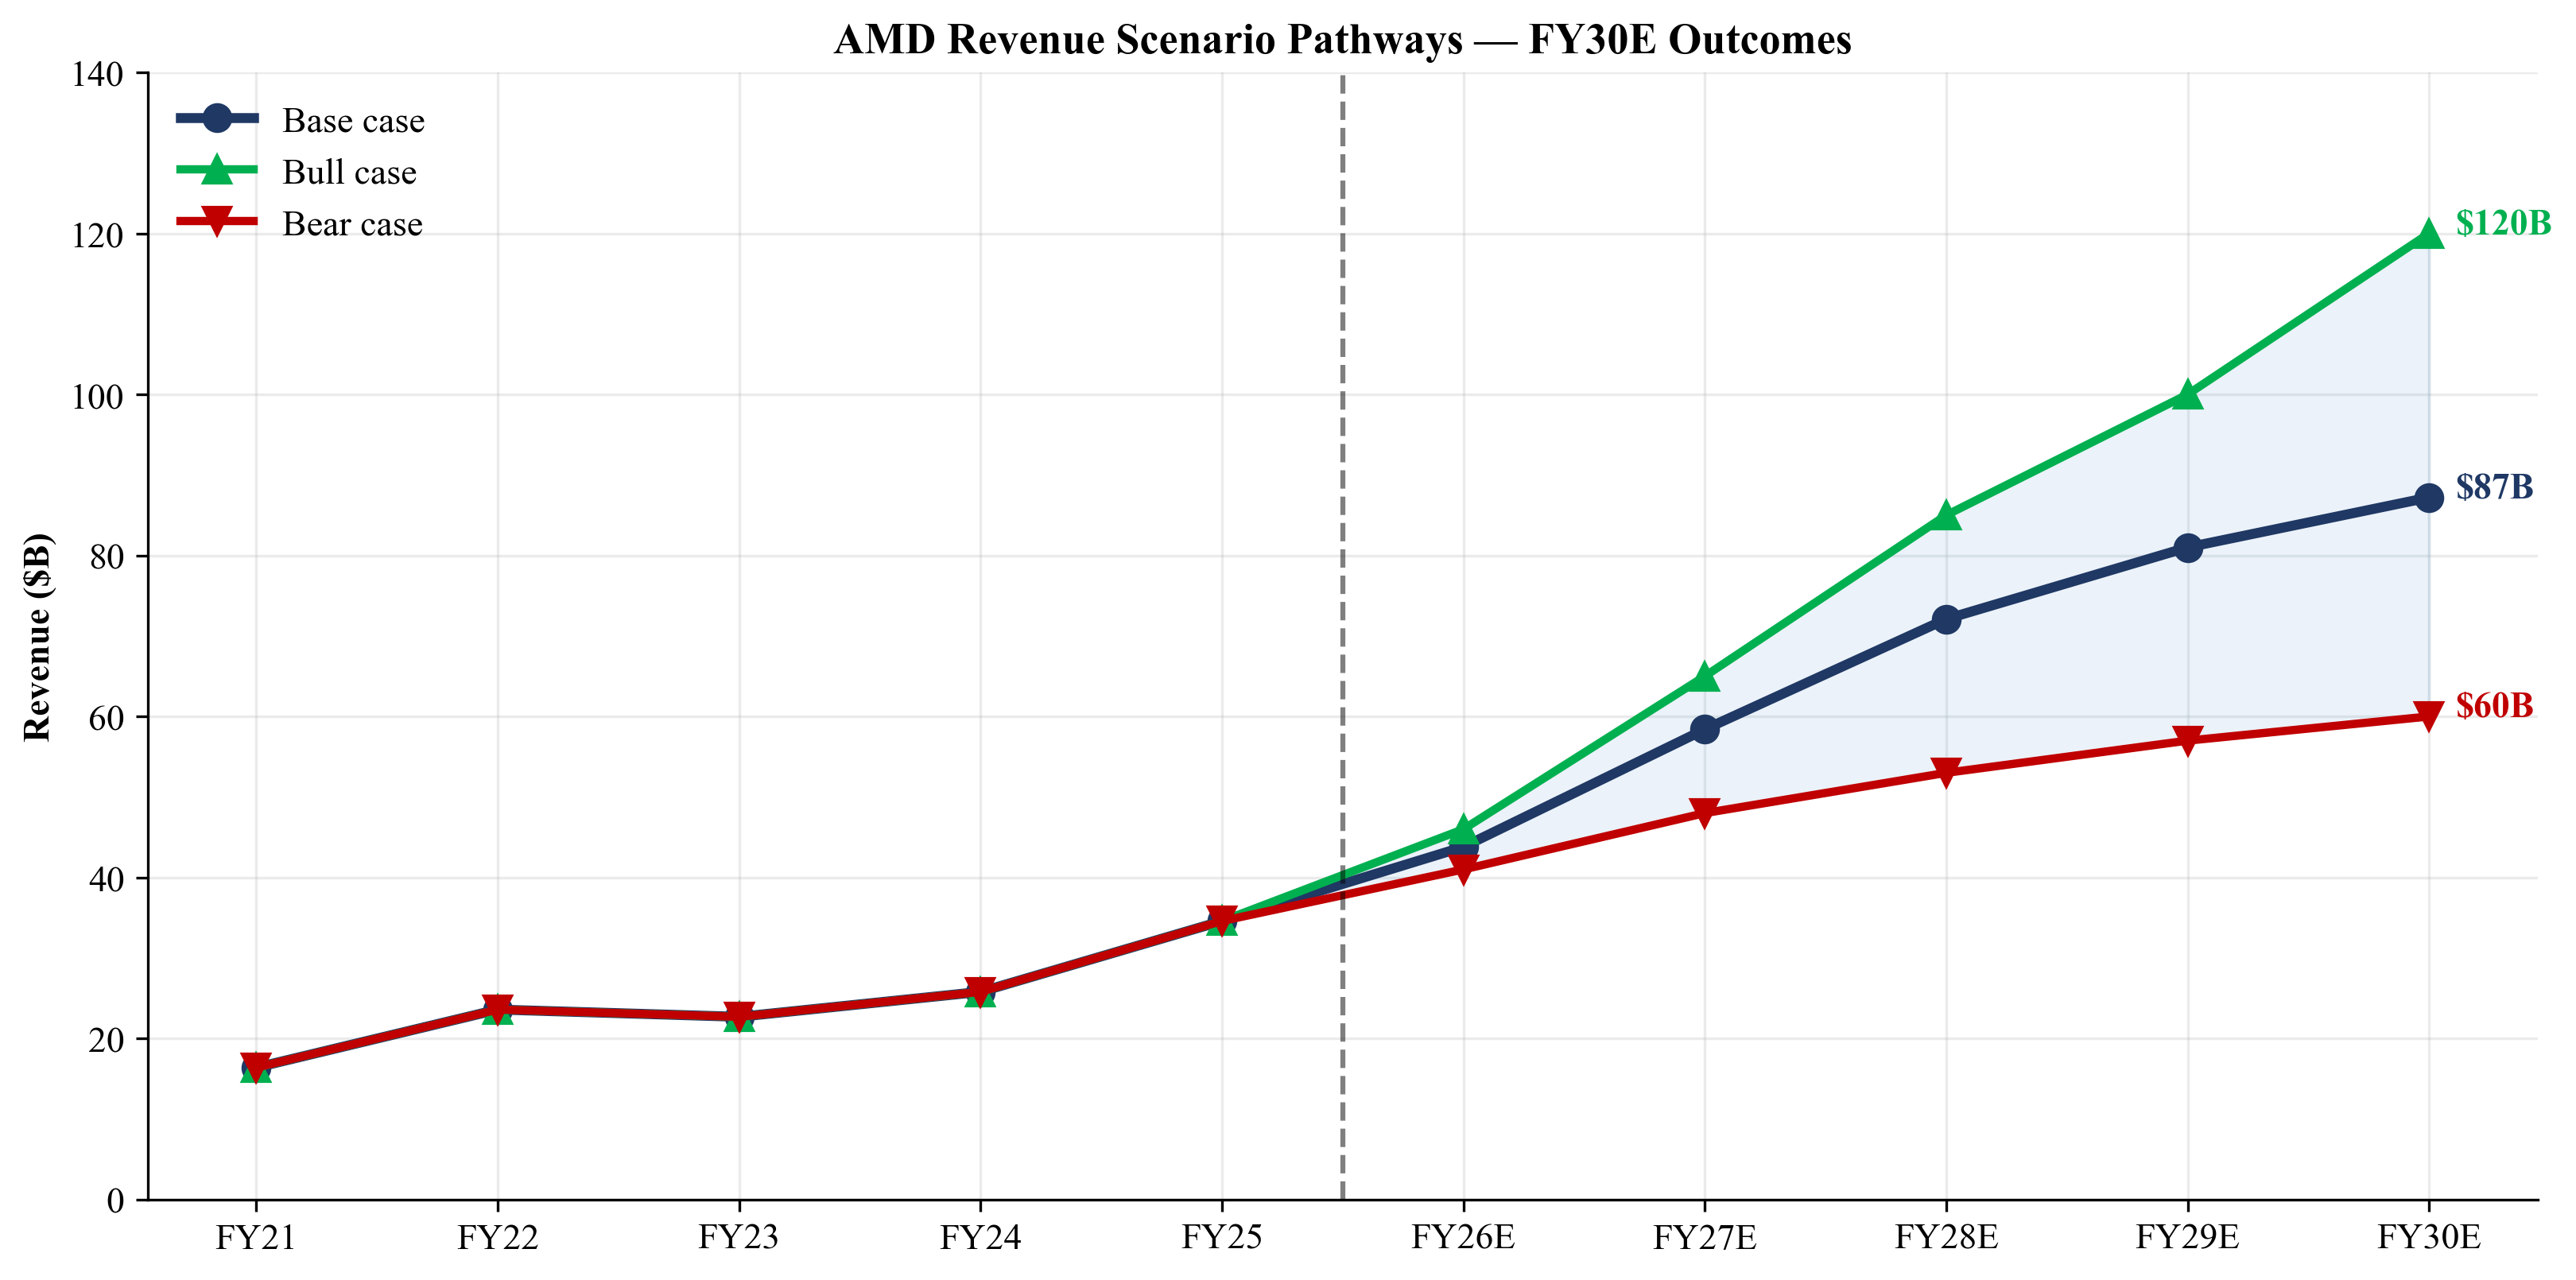 AMD Revenue Scenario Pathways — FY30E Outcomes
Base case
Bull case
Bear case
Revenue ($B)
140
120
100
80
60
40
20
0
$120B
$87B
$60B
FY21 FY22 FY23 FY24 FY25 FY26E FY27E FY28E FY29E FY30E